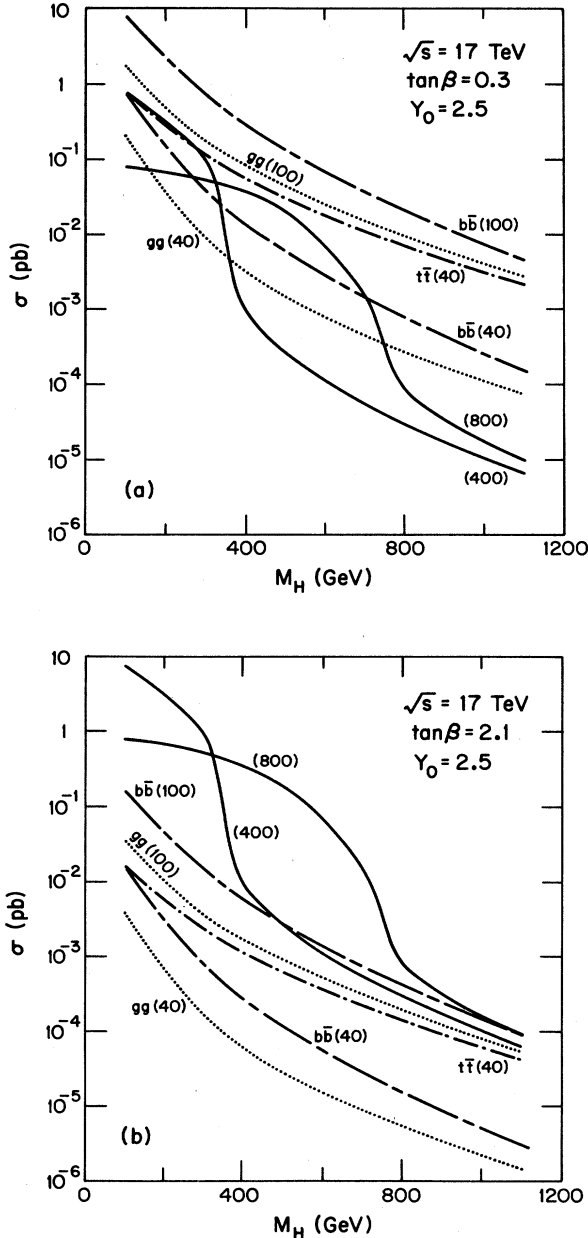 10
√s = 17 TeV
tanβ = 0.3
Y₀ = 2.5
1
gg(100)
10⁻¹
bb̄(100)
10⁻²
gg(40)
tt̄(40)
σ (pb)
10⁻³
bb̄(40)
10⁻⁴
(800)
10⁻⁵
(a)
(400)
10⁻⁶
0 400 800 1200
M_H (GeV)
10
√s = 17 TeV
tanβ = 2.1
Y₀ = 2.5
1
(800)
bb̄(100)
10⁻¹
(400)
gg(100)
10⁻²
σ (pb)
10⁻³
gg(40)
10⁻⁴
bb̄(40)
tt̄(40)
10⁻⁵
(b)
10⁻⁶
0 400 800 1200
M_H (GeV)